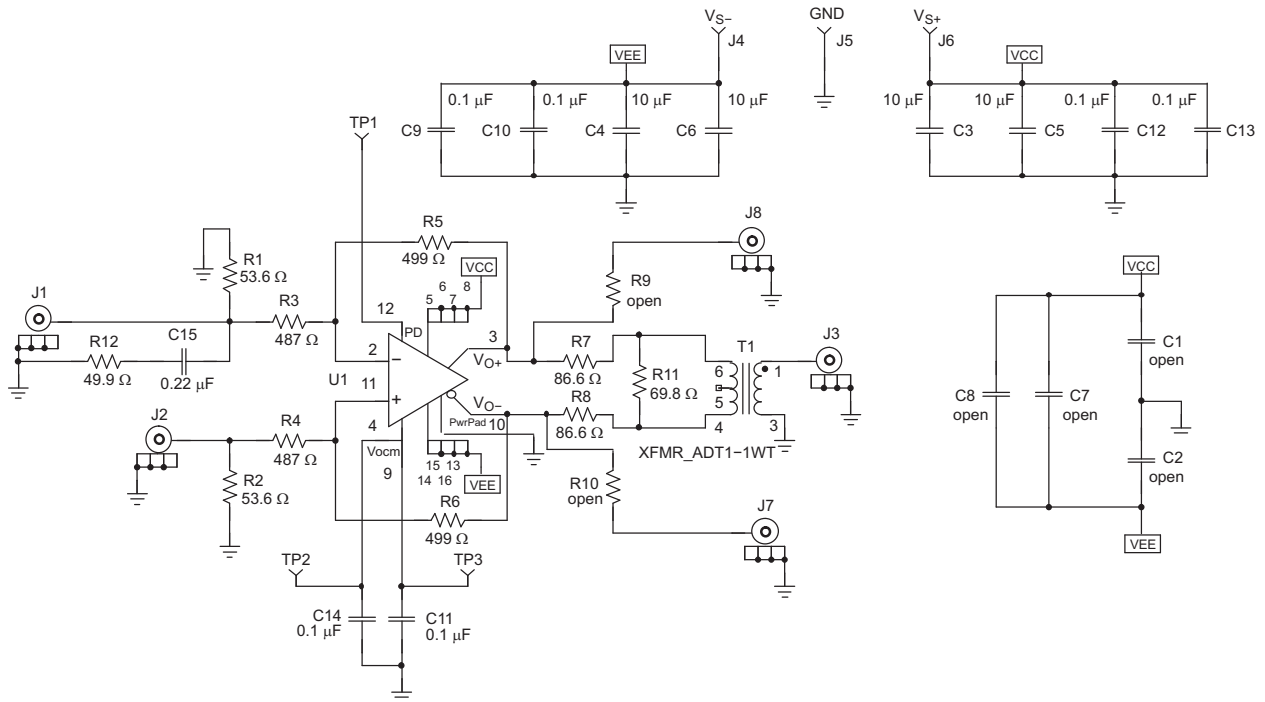 VS− GND VS+
J4 J5 J6
VEE VCC
0.1 μF 0.1 μF 10 μF 10 μF 10 μF 10 μF 0.1 μF 0.1 μF
C9 C10 C4 C6 C3 C5 C12 C13
TP1
R5
499 Ω
VCC
J8
R9
open
R1
53.6 Ω
J1
R3
487 Ω
R12
49.9 Ω
C15
0.22 μF
12
PD
5 6 7 8
3
2
−
U1
11
+
4
Vocm
9
VO+
VO−
PwrPad 10
15 13
14 16
VEE
R7
86.6 Ω
R8
86.6 Ω
R11
69.8 Ω
T1
6 1
5
4 3
XFMR_ADT1−1WT
J3
J2
R4
487 Ω
R2
53.6 Ω
R6
499 Ω
R10
open
J7
TP2 TP3
C14
0.1 μF
C11
0.1 μF
VCC
C1
open
C8
open
C7
open
C2
open
VEE